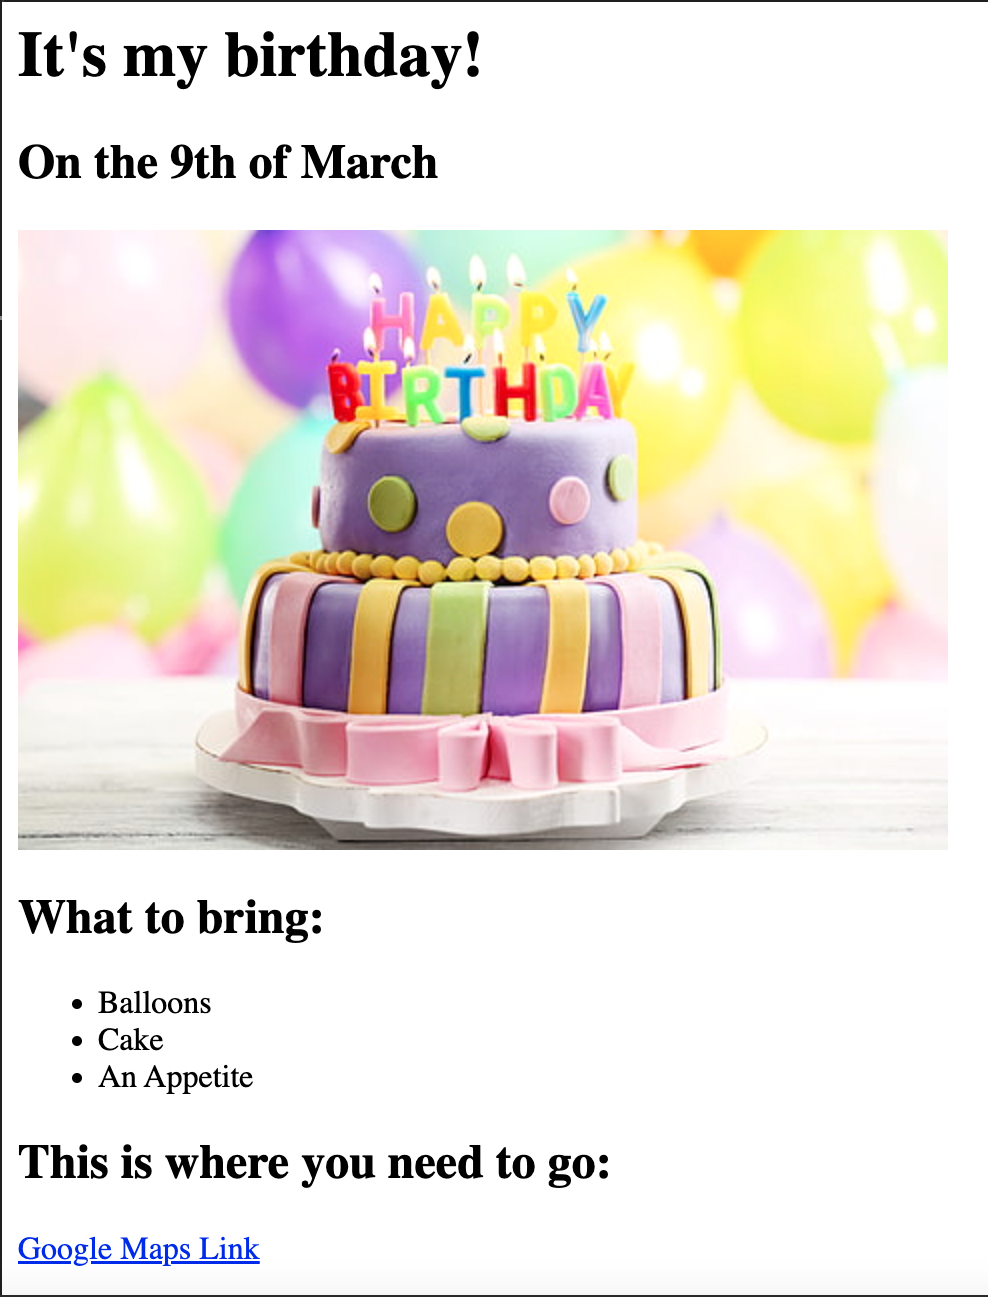 It's my birthday!
On the 9th of March
HAPPY
BIRTHDAY
What to bring:
Balloons
Cake
An Appetite
This is where you need to go:
Google Maps Link